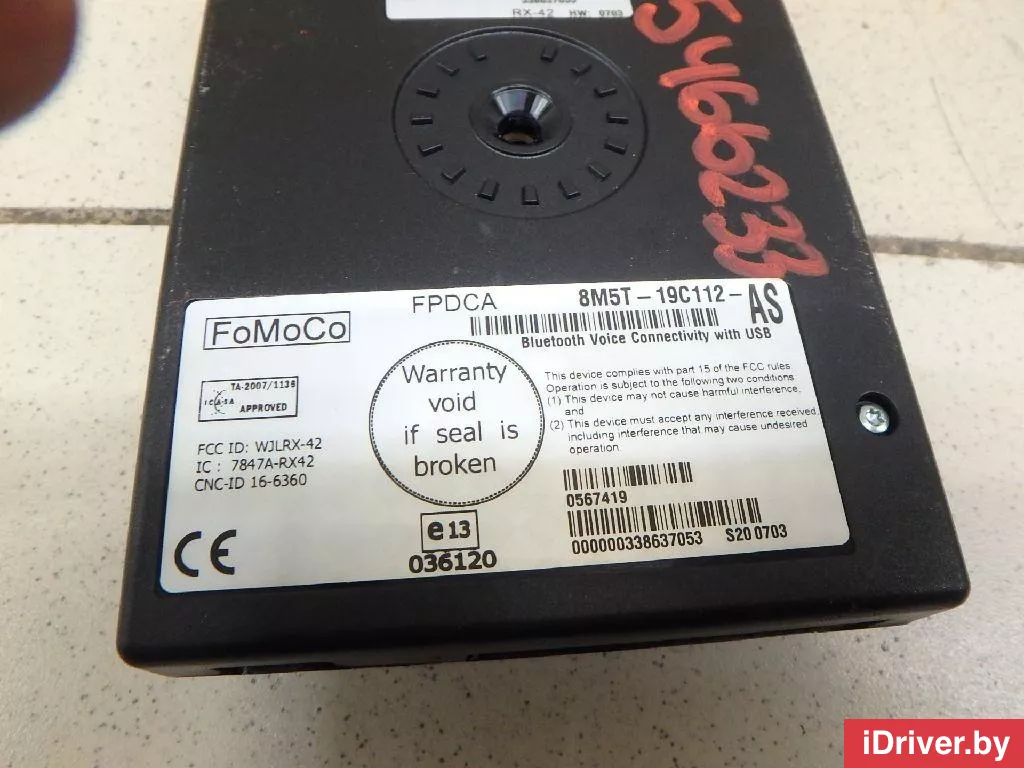 RX-42 HW: 0703
5466233
FPDCA
8M5T-19C112-AS
FoMoCo
Bluetooth Voice Connectivity with USB
TA-2007/1136
ICASA
APPROVED
Warranty
void
if seal is
broken
This device complies with part 15 of the FCC rules.
Operation is subject to the following two conditions
(1) This device may not cause harmful interference,
and
(2) This device must accept any interference received,
including interference that may cause undesired
operation.
FCC ID: WJLRX-42
IC : 7847A-RX42
CNC-ID 16-6360
0567419
e13
036120
000000338637053 S20 0703
CE
iDriver.by